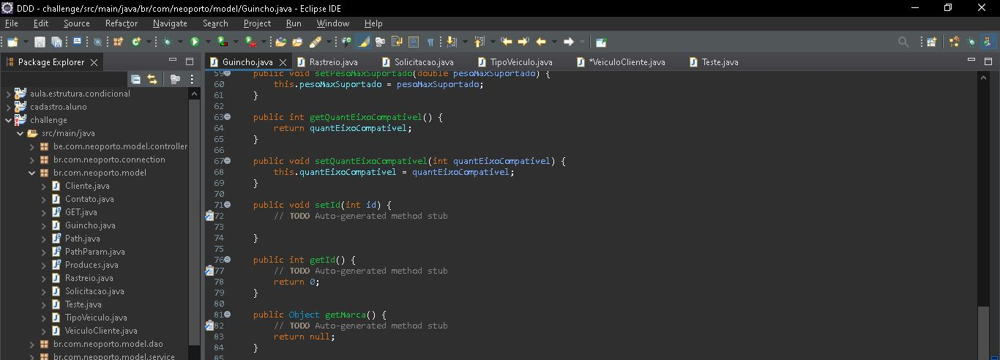 DDD - challenge/src/main/java/br/com/neoporto/model/Guincho.java - Eclipse IDE
File Edit Source Refactor Navigate Search Project Run Window Help
Package Explorer
Guincho.java Rastreio.java Solicitacao.java TipoVeiculo.java *VeiculoCliente.java Teste.java
aula.estrutura.condicional
cadastro.aluno
challenge
src/main/java
be.com.neoporto.model.controller
br.com.neoporto.connection
br.com.neoporto.model
Cliente.java
Contato.java
GET.java
Guincho.java
Path.java
PathParam.java
Produces.java
Rastreio.java
Solicitacao.java
Teste.java
TipoVeiculo.java
VeiculoCliente.java
br.com.neoporto.model.dao
br.com.neoporto.model.service
59 public void setPesoMaxSuportado(double pesoMaxSuportado) {
60 this.pesoMaxSuportado = pesoMaxSuportado;
61 }
62
63 public int getQuantEixoCompativel() {
64 return quantEixoCompativel;
65 }
66
67 public void setQuantEixoCompativel(int quantEixoCompativel) {
68 this.quantEixoCompativel = quantEixoCompativel;
69 }
70
71 public void setId(int id) {
72 // TODO Auto-generated method stub
73
74 }
75
76 public int getId() {
77 // TODO Auto-generated method stub
78 return 0;
79 }
80
81 public Object getMarca() {
82 // TODO Auto-generated method stub
83 return null;
84 }
85